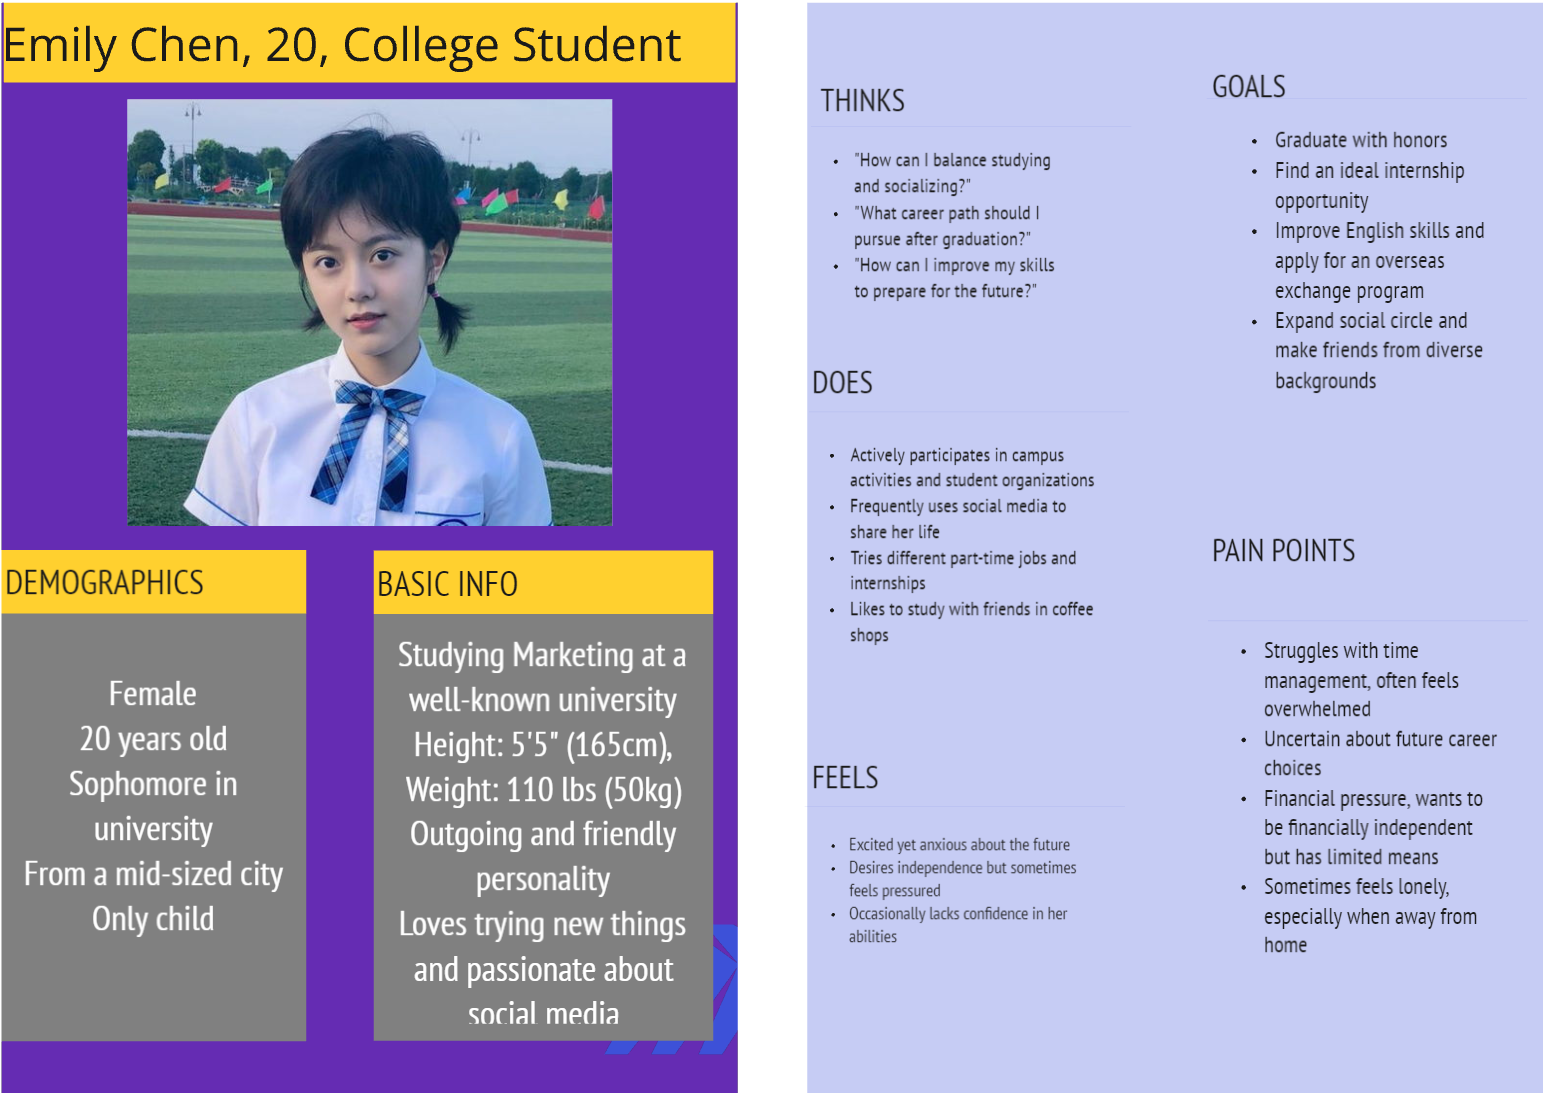 Emily Chen, 20, College Student
DEMOGRAPHICS
Female
20 years old
Sophomore in
university
From a mid-sized city
Only child
BASIC INFO
Studying Marketing at a
well-known university
Height: 5'5" (165cm),
Weight: 110 lbs (50kg)
Outgoing and friendly
personality
Loves trying new things
and passionate about
social media
THINKS
• "How can I balance studying
and socializing?"
• "What career path should I
pursue after graduation?"
• "How can I improve my skills
to prepare for the future?"
DOES
• Actively participates in campus
activities and student organizations
• Frequently uses social media to
share her life
• Tries different part-time jobs and
internships
• Likes to study with friends in coffee
shops
FEELS
• Excited yet anxious about the future
• Desires independence but sometimes
feels pressured
• Occasionally lacks confidence in her
abilities
GOALS
• Graduate with honors
• Find an ideal internship
opportunity
• Improve English skills and
apply for an overseas
exchange program
• Expand social circle and
make friends from diverse
backgrounds
PAIN POINTS
• Struggles with time
management, often feels
overwhelmed
• Uncertain about future career
choices
• Financial pressure, wants to
be financially independent
but has limited means
• Sometimes feels lonely,
especially when away from
home